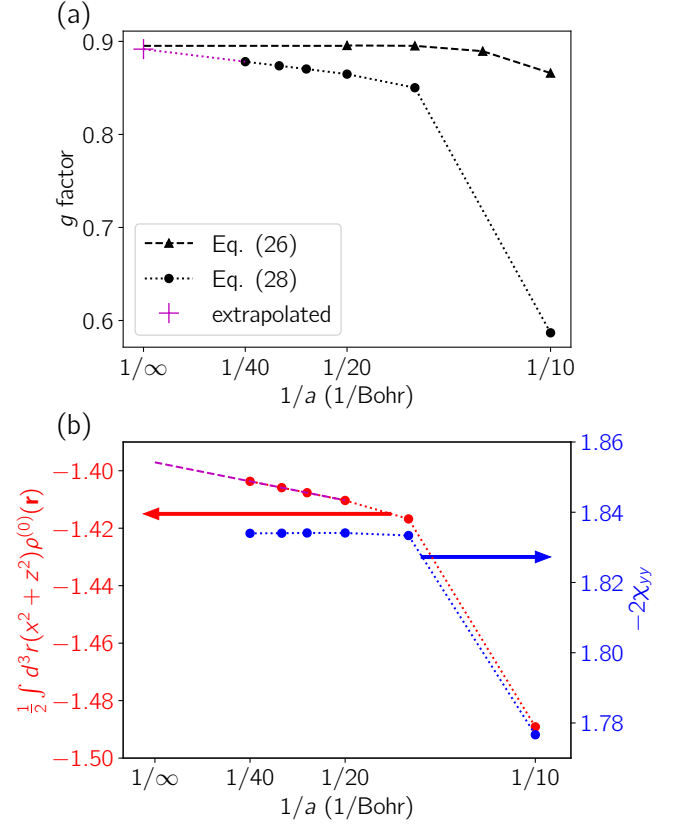 (a)
0.9
0.8
0.7
0.6
g factor
Eq. (26)
Eq. (28)
extrapolated
1/∞ 1/40 1/20 1/10
1/a (1/Bohr)
(b)
−1.40
−1.42
−1.44
−1.46
−1.48
−1.50
½ ∫ d³r(x² + z²)ρ⁽⁰⁾(r)
1.86
1.84
1.82
1.80
1.78
−2χyy
1/∞ 1/40 1/20 1/10
1/a (1/Bohr)